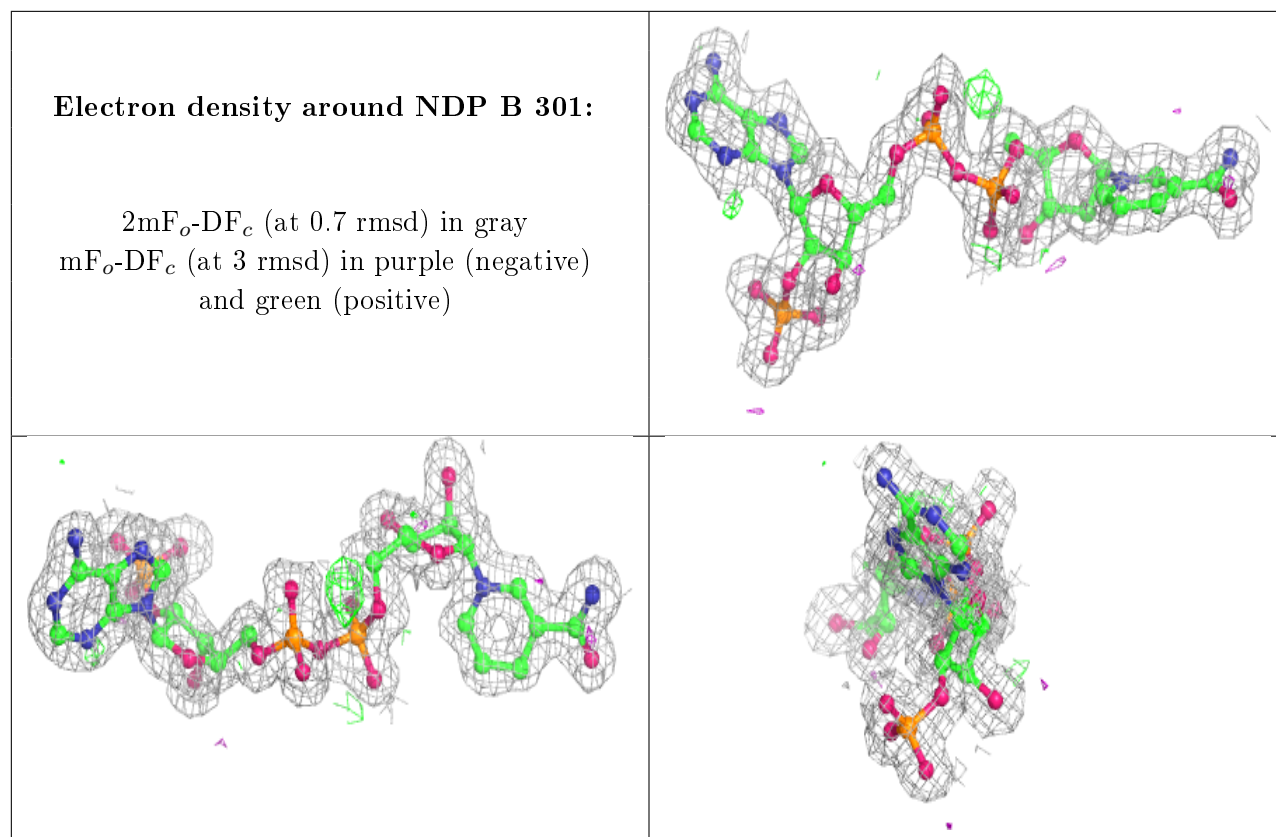 Electron density around NDP B 301:
2mFo-DFc (at 0.7 rmsd) in gray
mFo-DFc (at 3 rmsd) in purple (negative)
and green (positive)